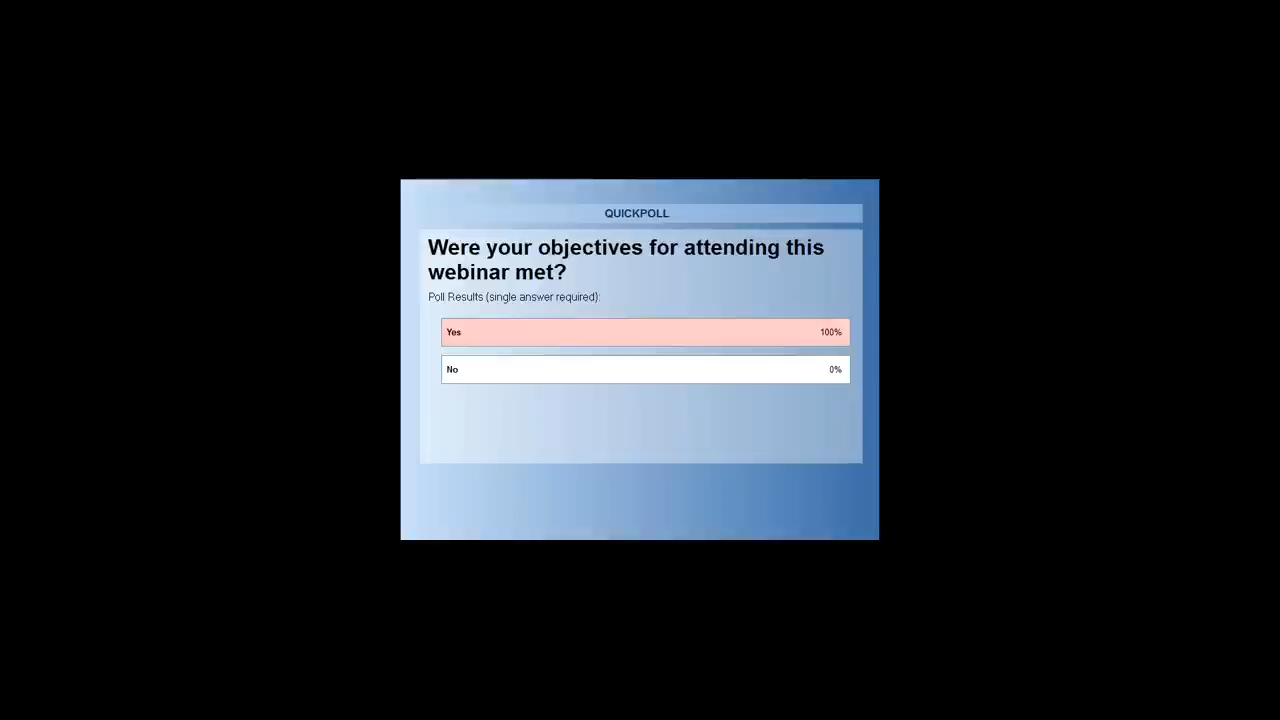 QUICKPOLL
Were your objectives for attending this
webinar met?
Poll Results (single answer required):
Yes 100%
No 0%